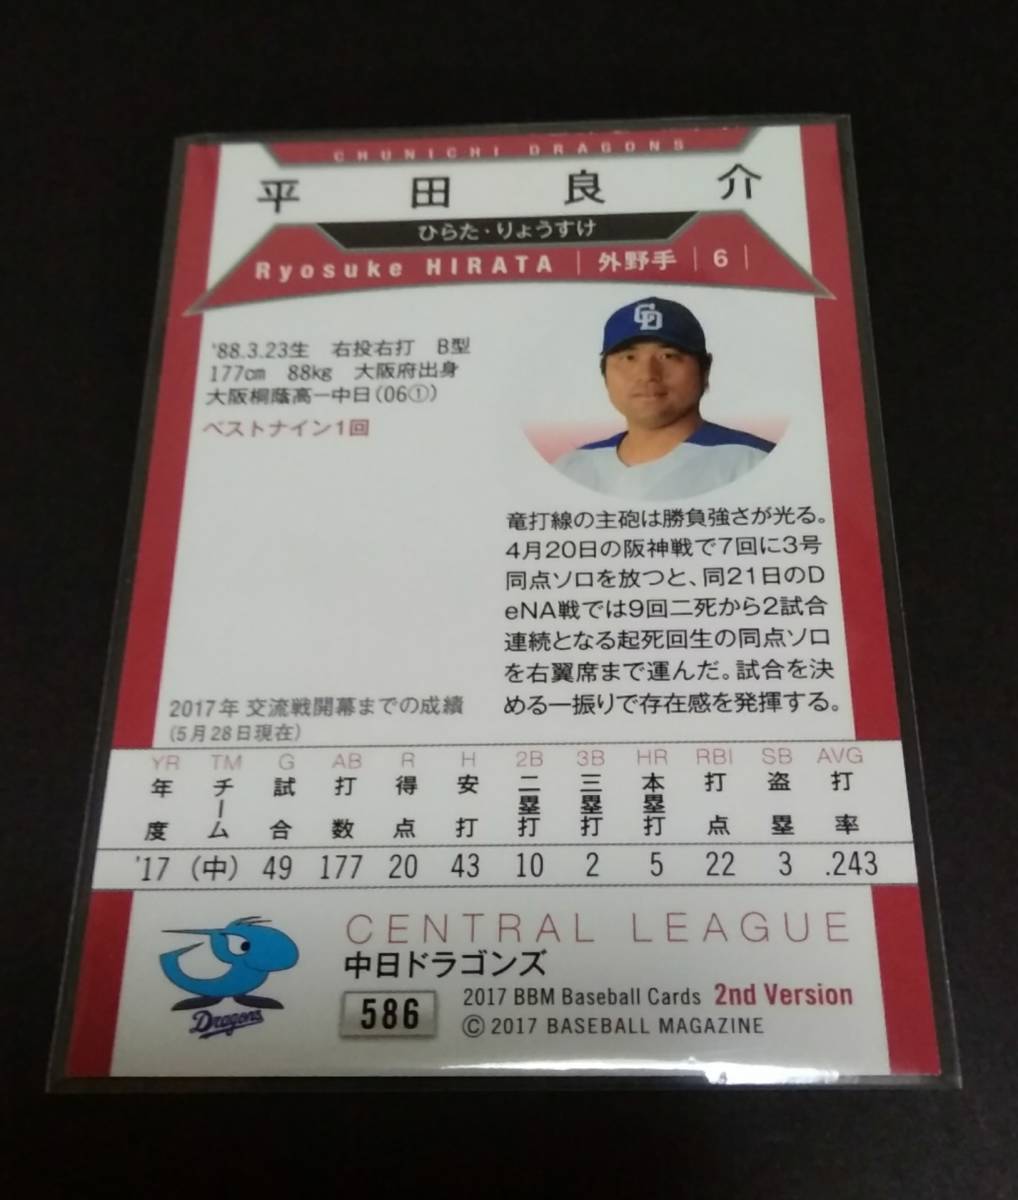 CHUNICHI DRAGONS
平田良介
ひらた・りょうすけ
Ryosuke HIRATA | 外野手 | 6 |
'88.3.23生 右投右打 B型
177cm 88kg 大阪府出身
大阪桐蔭高ー中日(06①)
ベストナイン1回
竜打線の主砲は勝負強さが光る。
4月20日の阪神戦で7回に3号
同点ソロを放つと、同21日のD
eNA戦では9回二死から2試合
連続となる起死回生の同点ソロ
を右翼席まで運んだ。試合を決
める一振りで存在感を発揮する。
2017年 交流戦開幕までの成績
(5月28日現在)
YR TM G AB R H 2B 3B HR RBI SB AVG
年度 チーム 試合 打数 得点 安打 二塁打 三塁打 本塁打 打点 盗塁 打率
'17 (中) 49 177 20 43 10 2 5 22 3 .243
CENTRAL LEAGUE
中日ドラゴンズ
Dragons
586
2017 BBM Baseball Cards 2nd Version
© 2017 BASEBALL MAGAZINE